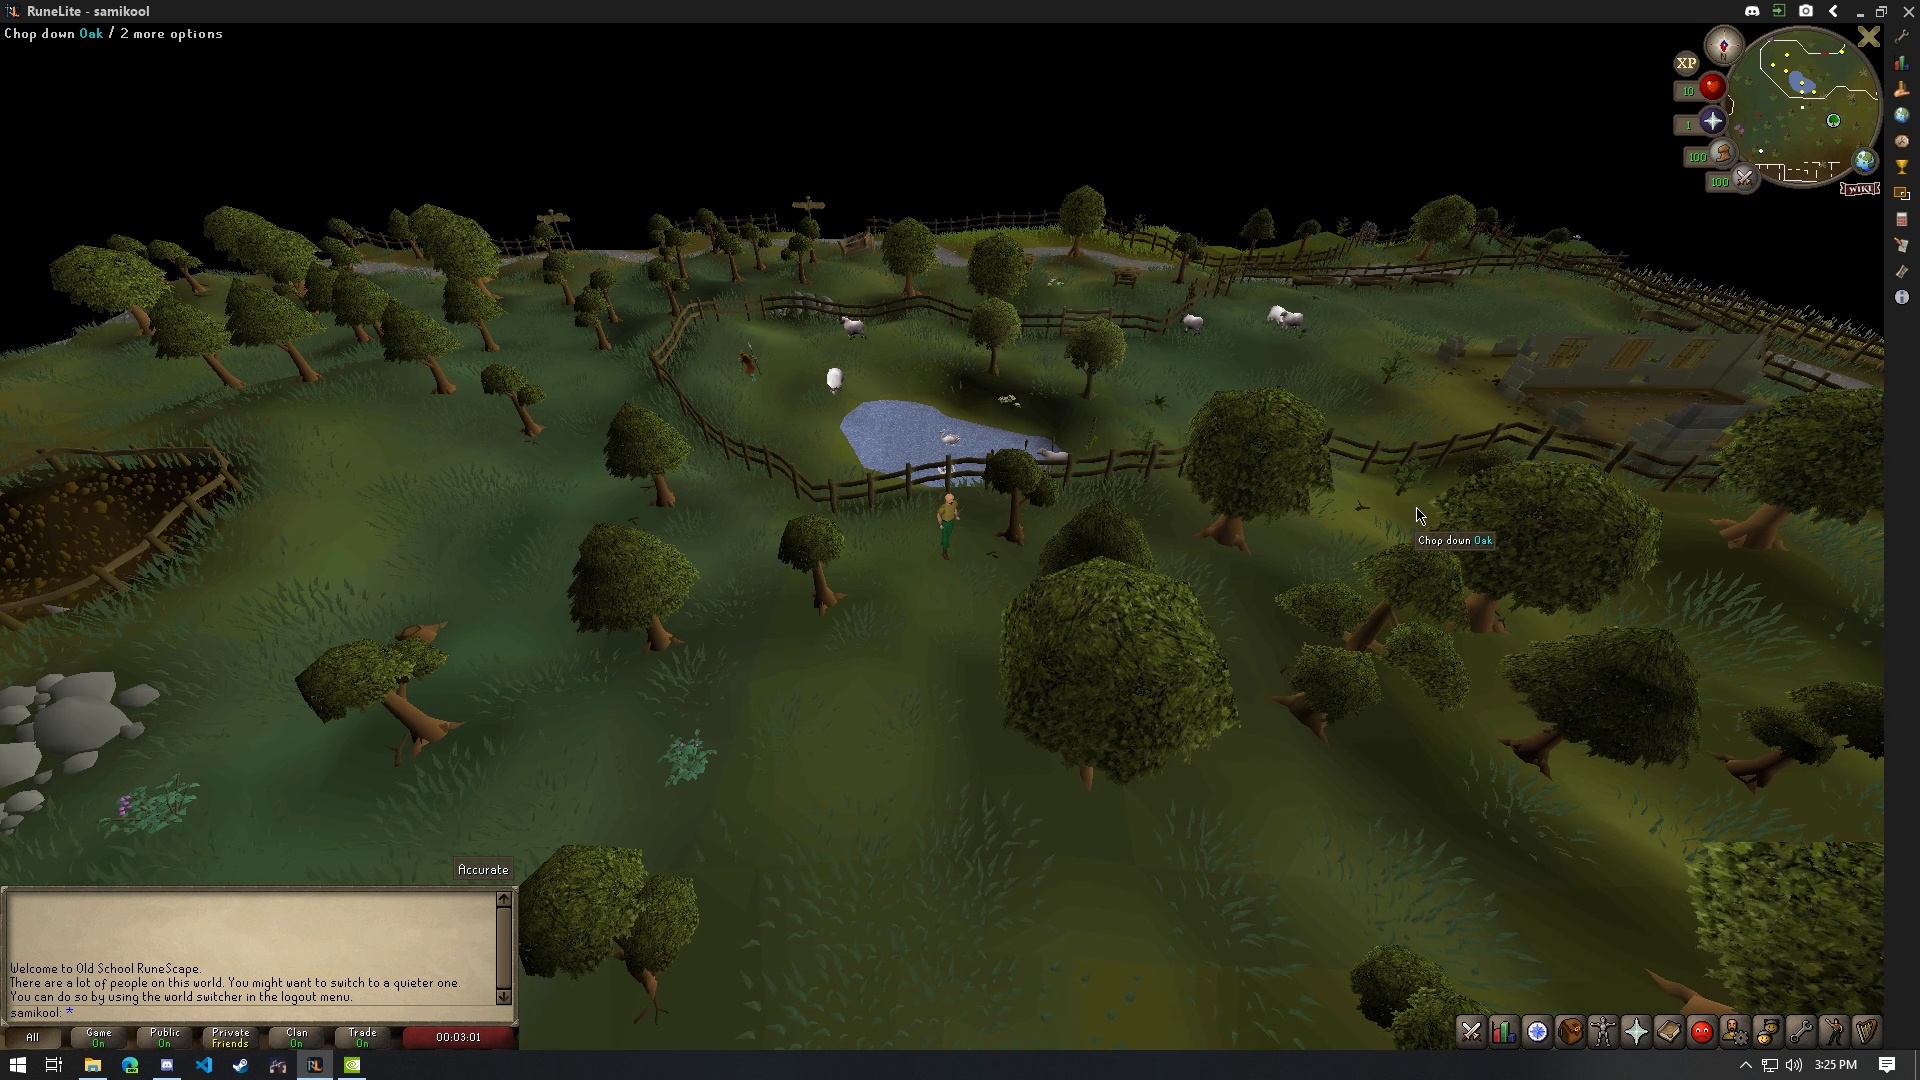 RuneLite - samikool
Chop down Oak / 2 more options
N
XP
10
1
100
100
WIKI
Chop down Oak
Accurate
Welcome to Old School RuneScape.
There are a lot of people on this world. You might want to switch to a quieter one.
You can do so by using the world switcher in the logout menu.
samikool: *
All
Game
On
Public
On
Private
Friends
Clan
On
Trade
On
00:03:01
3:25 PM